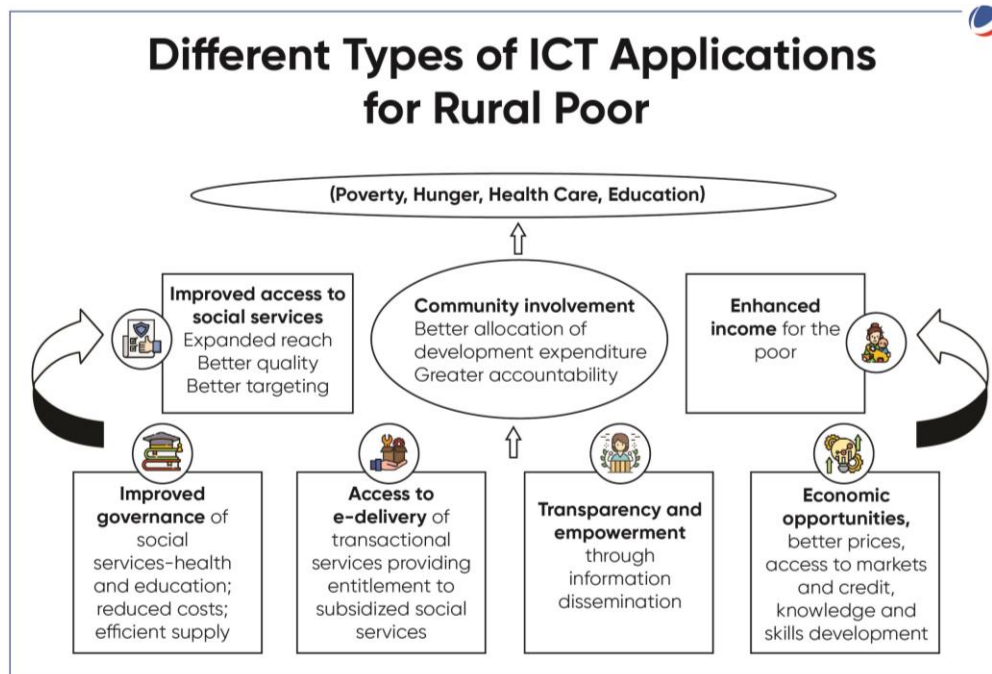 Different Types of ICT Applications
for Rural Poor
(Poverty, Hunger, Health Care, Education)
Improved access to
social services
Expanded reach
Better quality
Better targeting
Community involvement
Better allocation of
development expenditure
Greater accountability
Enhanced
income for the
poor
Improved
governance of
social
services-health
and education;
reduced costs;
efficient supply
Access to
e-delivery of
transactional
services providing
entitlement to
subsidized social
services
Transparency and
empowerment
through
information
dissemination
Economic
opportunities,
better prices,
access to markets
and credit,
knowledge and
skills development